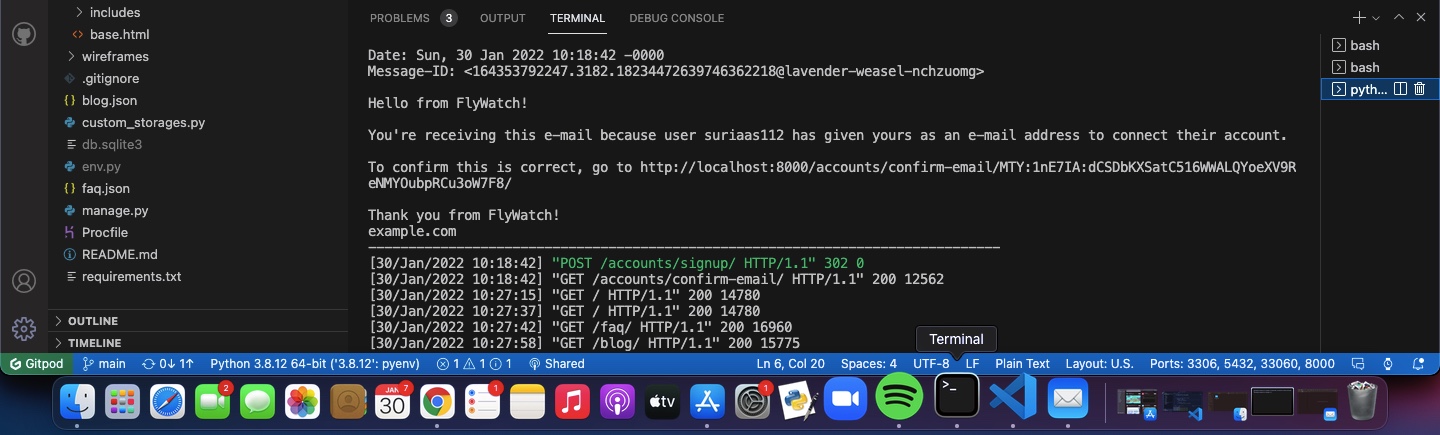 includes
base.html
wireframes
.gitignore
blog.json
custom_storages.py
db.sqlite3
env.py
faq.json
manage.py
Procfile
README.md
requirements.txt
OUTLINE
TIMELINE
PROBLEMS 3 OUTPUT TERMINAL DEBUG CONSOLE
Date: Sun, 30 Jan 2022 10:18:42 -0000
Message-ID: <164353792247.3182.18234472639746362218@lavender-weasel-nchzuomg>
Hello from FlyWatch!
You're receiving this e-mail because user suriaas112 has given yours as an e-mail address to connect their account.
To confirm this is correct, go to http://localhost:8000/accounts/confirm-email/MTY:1nE7IA:dCSDbKXSatC516WWALQYoeXV9R
eNMYOubpRCu3oW7F8/
Thank you from FlyWatch!
example.com
-------------------------------------------------------------------------------
[30/Jan/2022 10:18:42] "POST /accounts/signup/ HTTP/1.1" 302 0
[30/Jan/2022 10:18:42] "GET /accounts/confirm-email/ HTTP/1.1" 200 12562
[30/Jan/2022 10:27:15] "GET / HTTP/1.1" 200 14780
[30/Jan/2022 10:27:37] "GET / HTTP/1.1" 200 14780
[30/Jan/2022 10:27:42] "GET /faq/ HTTP/1.1" 200 16960
[30/Jan/2022 10:27:58] "GET /blog/ HTTP/1.1" 200 15775
bash
bash
pyth...
Terminal
Gitpod main 0↓ 1↑ Python 3.8.12 64-bit ('3.8.12': pyenv) 1 1 1 Shared Ln 6, Col 20 Spaces: 4 UTF-8 LF Plain Text Layout: U.S. Ports: 3306, 5432, 33060, 8000
2
JAN 7
30
1
tv
1
>_